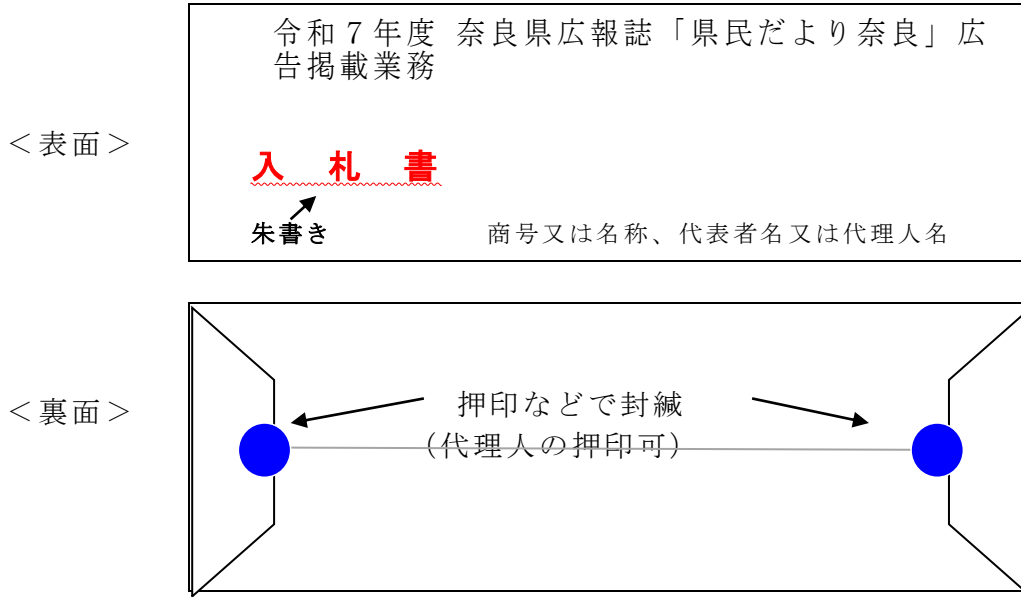 令和７年度 奈良県広報誌「県民だより奈良」広
告掲載業務
＜表面＞
入 札 書
朱書き
商号又は名称、代表者名又は代理人名
＜裏面＞
押印などで封緘
（代理人の押印可）